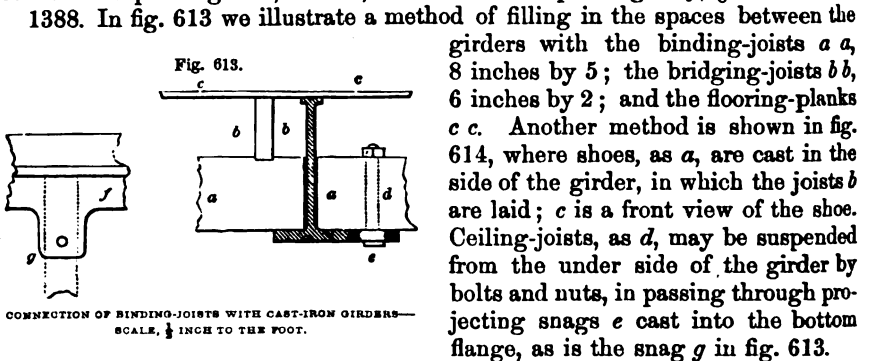 1388. In fig. 613 we illustrate a method of filling in the spaces between the
girders with the binding-joists a a,
8 inches by 5; the bridging-joists b b,
6 inches by 2; and the flooring-planks
c c. Another method is shown in fig.
614, where shoes, as a, are cast in the
side of the girder, in which the joists b
are laid; c is a front view of the shoe.
Ceiling-joists, as d, may be suspended
from the under side of the girder by
bolts and nuts, in passing through pro-
jecting snags e cast into the bottom
flange, as is the snag g in fig. 613.
Fig. 613.
c c
b b
f
a a d
g
e
CONNECTION OF BINDING-JOISTS WITH CAST-IRON GIRDERS—
SCALE, ½ INCH TO THE FOOT.